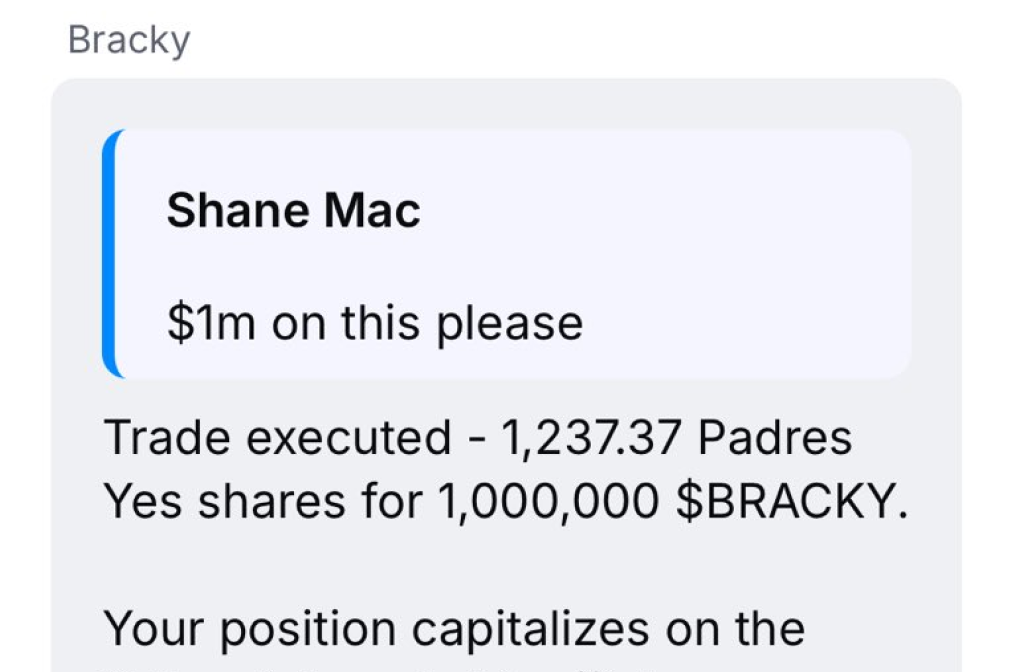 Bracky
Shane Mac
$1m on this please
Trade executed - 1,237.37 Padres
Yes shares for 1,000,000 $BRACKY.
Your position capitalizes on the